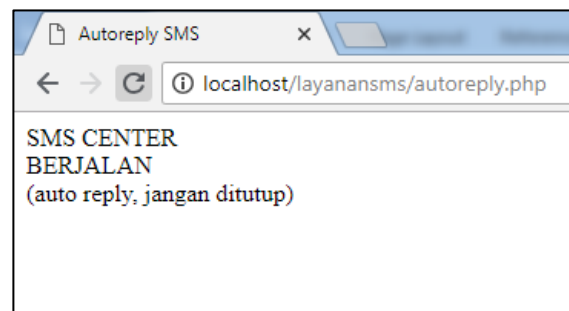 Autoreply SMS
localhost/layanansms/autoreply.php
SMS CENTER
BERJALAN
(auto reply, jangan ditutup)